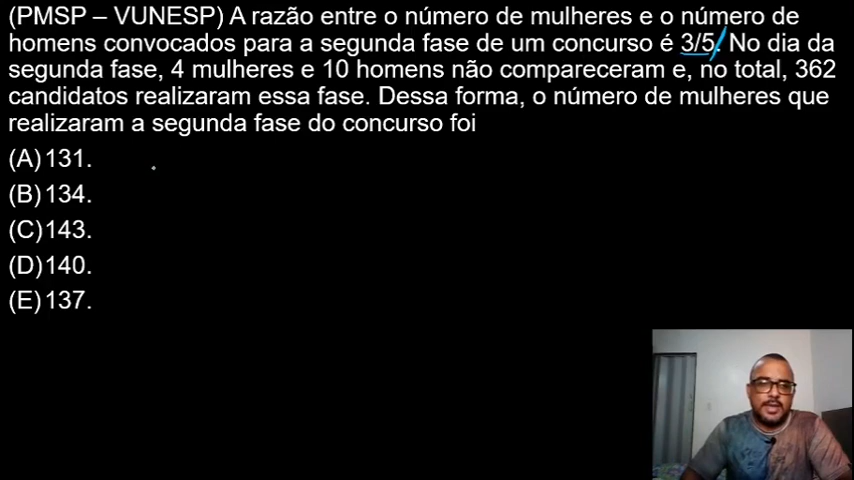 (PMSP – VUNESP) A razão entre o número de mulheres e o número de
homens convocados para a segunda fase de um concurso é 3/5. No dia da
segunda fase, 4 mulheres e 10 homens não compareceram e, no total, 362
candidatos realizaram essa fase. Dessa forma, o número de mulheres que
realizaram a segunda fase do concurso foi
(A) 131.
(B) 134.
(C) 143.
(D) 140.
(E) 137.